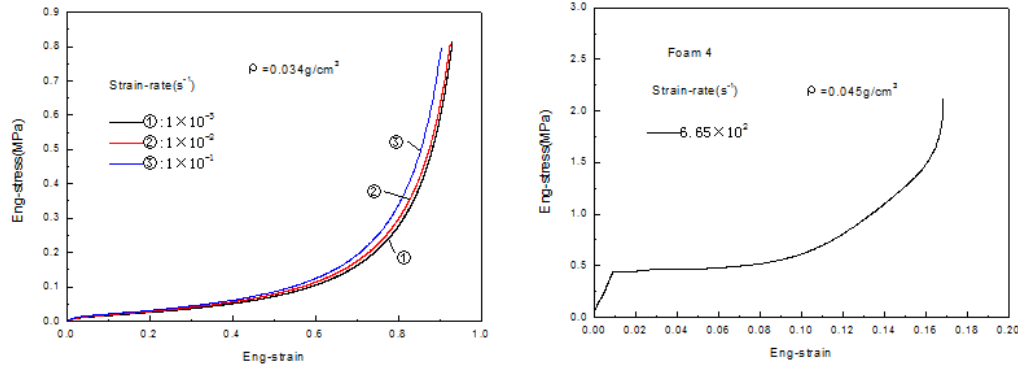 0.9
0.8
0.7
0.6
0.5
0.4
0.3
0.2
0.1
0.0
Eng-stress(MPa)
ρ =0.034g/cm³
Strain-rate(s⁻¹)
①:1×10⁻³
②:1×10⁻²
③:1×10⁻¹
③
②
①
0.0 0.2 0.4 0.6 0.8 1.0
Eng-strain
3.0
2.5
2.0
1.5
1.0
0.5
0.0
Eng-stress(MPa)
Foam 4
Strain-rate(s⁻¹)
ρ =0.045g/cm³
6.65×10²
0.00 0.02 0.04 0.06 0.08 0.10 0.12 0.14 0.16 0.18 0.20
Eng-strain